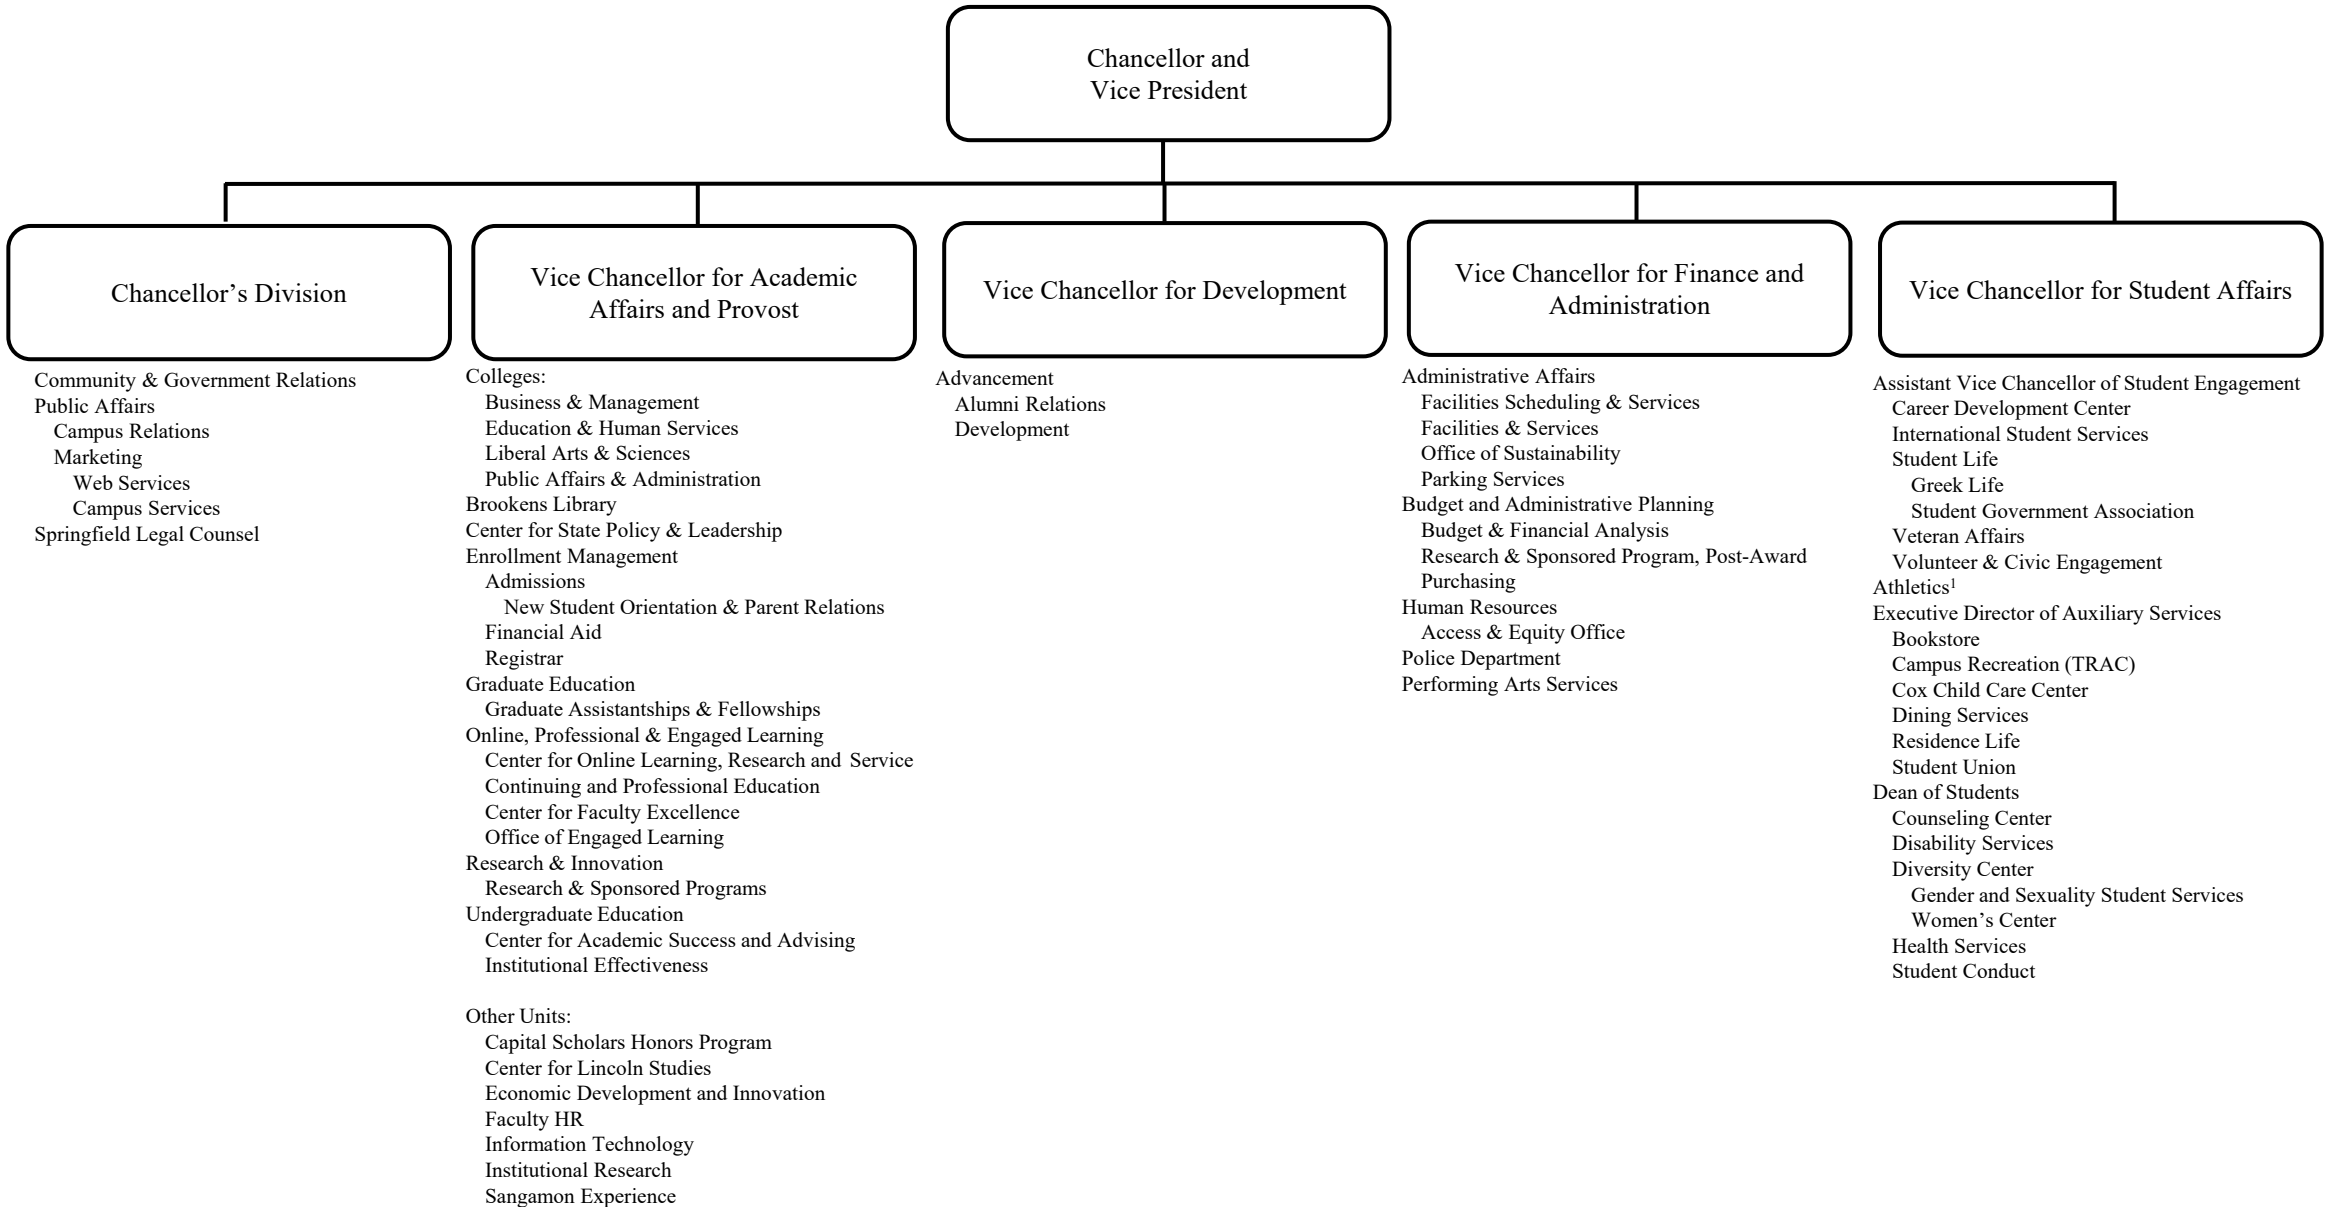 Chancellor and
Vice President
Chancellor’s Division
Community & Government Relations
Public Affairs
Campus Relations
Marketing
Web Services
Campus Services
Springfield Legal Counsel
Vice Chancellor for Academic
Affairs and Provost
Colleges:
Business & Management
Education & Human Services
Liberal Arts & Sciences
Public Affairs & Administration
Brookens Library
Center for State Policy & Leadership
Enrollment Management
Admissions
New Student Orientation & Parent Relations
Financial Aid
Registrar
Graduate Education
Graduate Assistantships & Fellowships
Online, Professional & Engaged Learning
Center for Online Learning, Research and Service
Continuing and Professional Education
Center for Faculty Excellence
Office of Engaged Learning
Research & Innovation
Research & Sponsored Programs
Undergraduate Education
Center for Academic Success and Advising
Institutional Effectiveness
Other Units:
Capital Scholars Honors Program
Center for Lincoln Studies
Economic Development and Innovation
Faculty HR
Information Technology
Institutional Research
Sangamon Experience
Vice Chancellor for Development
Advancement
Alumni Relations
Development
Vice Chancellor for Finance and
Administration
Administrative Affairs
Facilities Scheduling & Services
Facilities & Services
Office of Sustainability
Parking Services
Budget and Administrative Planning
Budget & Financial Analysis
Research & Sponsored Program, Post-Award
Purchasing
Human Resources
Access & Equity Office
Police Department
Performing Arts Services
Vice Chancellor for Student Affairs
Assistant Vice Chancellor of Student Engagement
Career Development Center
International Student Services
Student Life
Greek Life
Student Government Association
Veteran Affairs
Volunteer & Civic Engagement
Athletics¹
Executive Director of Auxiliary Services
Bookstore
Campus Recreation (TRAC)
Cox Child Care Center
Dining Services
Residence Life
Student Union
Dean of Students
Counseling Center
Disability Services
Diversity Center
Gender and Sexuality Student Services
Women’s Center
Health Services
Student Conduct